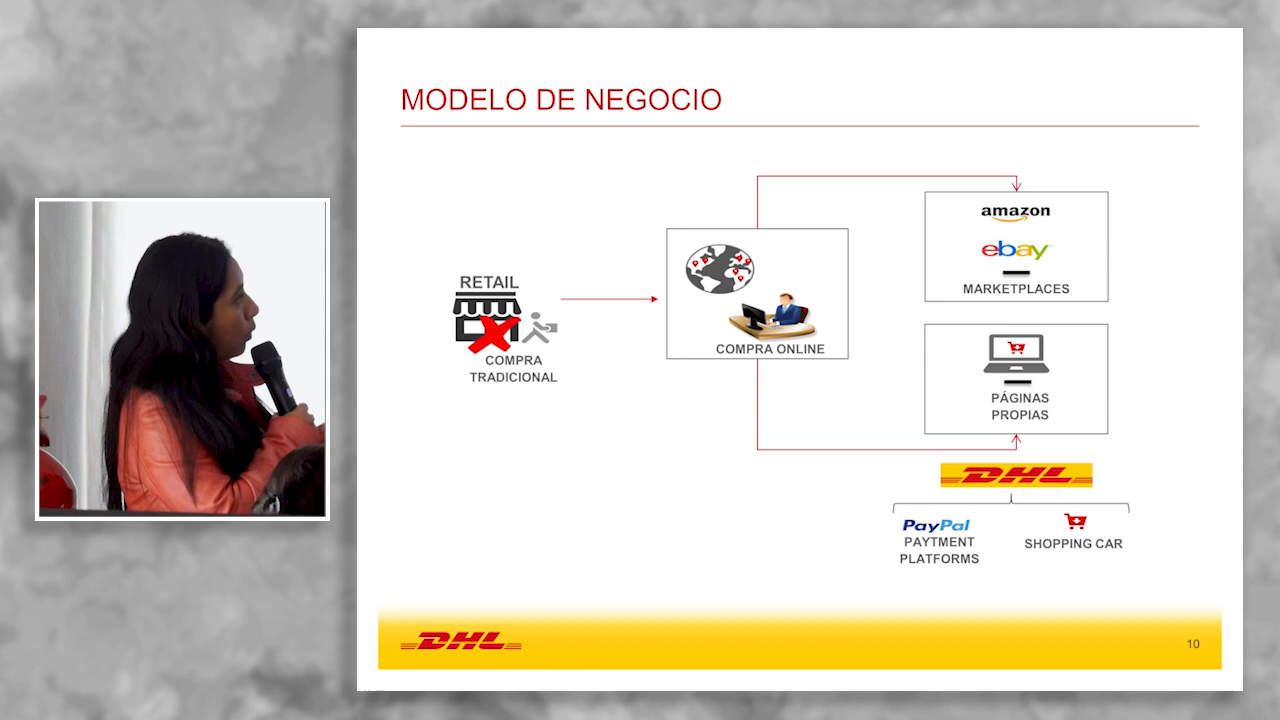 MODELO DE NEGOCIO
RETAIL
COMPRA
TRADICIONAL
COMPRA ONLINE
amazon
ebay
MARKETPLACES
PÁGINAS
PROPIAS
DHL
PayPal
PAYTMENT
PLATFORMS
SHOPPING CAR
DHL
10